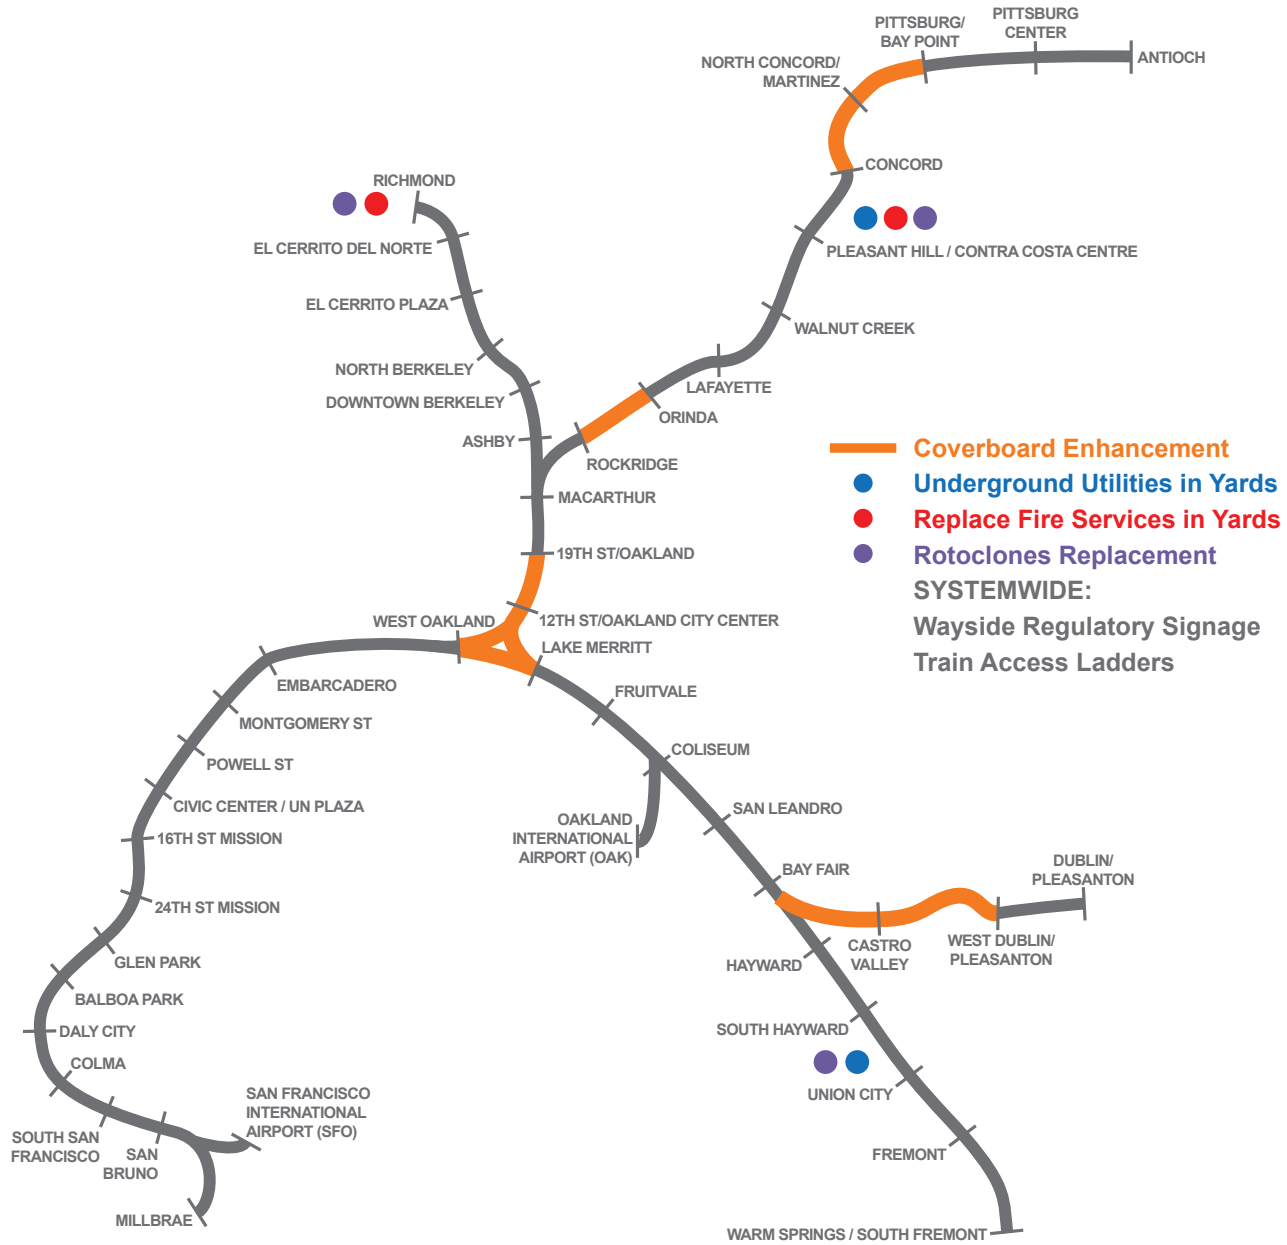 PITTSBURG/
BAY POINT
PITTSBURG
CENTER
ANTIOCH
NORTH CONCORD/
MARTINEZ
CONCORD
RICHMOND
EL CERRITO DEL NORTE
PLEASANT HILL / CONTRA COSTA CENTRE
EL CERRITO PLAZA
WALNUT CREEK
NORTH BERKELEY
LAFAYETTE
DOWNTOWN BERKELEY
ORINDA
ASHBY
ROCKRIDGE
MACARTHUR
Coverboard Enhancement
Underground Utilities in Yards
Replace Fire Services in Yards
Rotoclones Replacement
SYSTEMWIDE:
Wayside Regulatory Signage
Train Access Ladders
19TH ST/OAKLAND
WEST OAKLAND
12TH ST/OAKLAND CITY CENTER
LAKE MERRITT
EMBARCADERO
FRUITVALE
MONTGOMERY ST
COLISEUM
POWELL ST
CIVIC CENTER / UN PLAZA
SAN LEANDRO
OAKLAND
INTERNATIONAL
AIRPORT (OAK)
16TH ST MISSION
BAY FAIR
DUBLIN/
PLEASANTON
24TH ST MISSION
CASTRO
VALLEY
WEST DUBLIN/
PLEASANTON
GLEN PARK
HAYWARD
BALBOA PARK
DALY CITY
SOUTH HAYWARD
COLMA
UNION CITY
SAN FRANCISCO
INTERNATIONAL
AIRPORT (SFO)
SOUTH SAN
FRANCISCO
SAN
BRUNO
FREMONT
MILLBRAE
WARM SPRINGS / SOUTH FREMONT